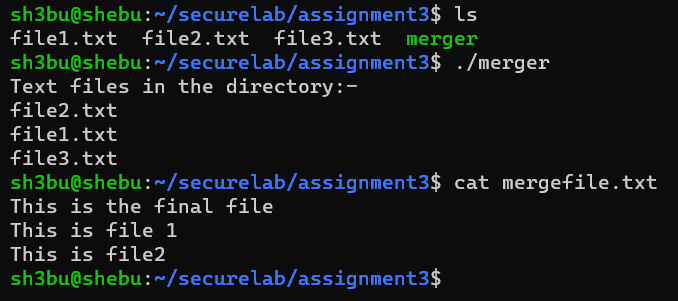 sh3bu@shebu:~/securelab/assignment3$ ls
file1.txt  file2.txt  file3.txt  merger
sh3bu@shebu:~/securelab/assignment3$ ./merger
Text files in the directory:-
file2.txt
file1.txt
file3.txt
sh3bu@shebu:~/securelab/assignment3$ cat mergefile.txt
This is the final file
This is file 1
This is file2
sh3bu@shebu:~/securelab/assignment3$